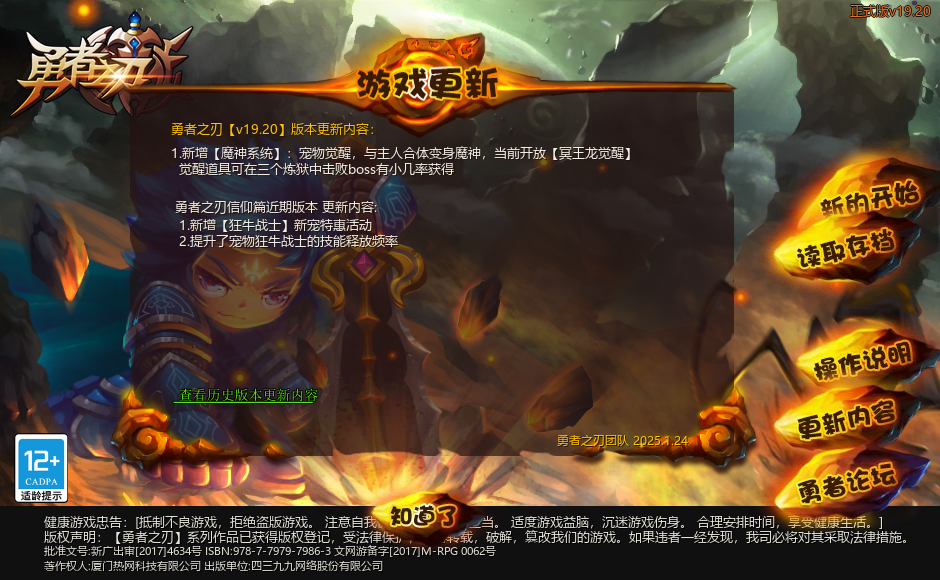 正式版v19.20
勇者之刃
游戏更新
勇者之刃【v19.20】版本更新内容：
1.新增【魔神系统】：宠物觉醒，与主人合体变身魔神，当前开放【冥王龙觉醒】
觉醒道具可在三个炼狱中击败boss有小几率获得
勇者之刃信仰篇近期版本 更新内容：
1.新增【狂牛战士】新宠特惠活动
2.提升了宠物狂牛战士的技能释放频率
新的开始
读取存档
操作说明
更新内容
勇者论坛
查看历史版本更新内容
勇者之刃团队 2025.1.24
12+
CADPA
适龄提示
知道了
健康游戏忠告：[抵制不良游戏，拒绝盗版游戏。 注意自我 当。 适度游戏益脑，沉迷游戏伤身。 合理安排时间，享受健康生活。]
版权声明：【勇者之刃】系列作品已获得版权登记，受法律保护， 转载，破解，篡改我们的游戏。如果违者一经发现，我司必将对其采取法律措施。
批准文号:新广出审[2017]4634号 ISBN:978-7-7979-7986-3 文网游备字[2017]M-RPG 0062号
著作权人:厦门热网科技有限公司 出版单位:四三九九网络股份有限公司